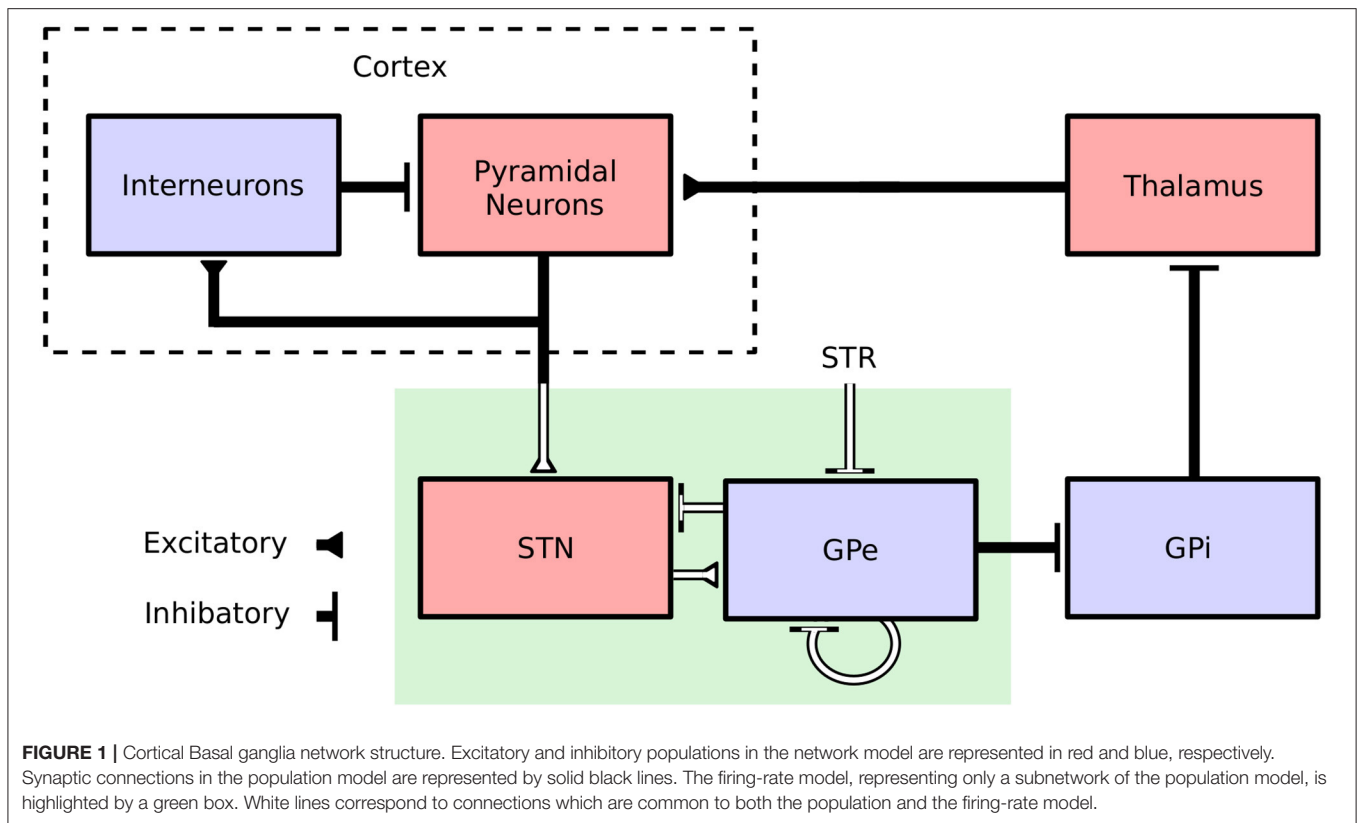 Cortex
Interneurons
Pyramidal
Neurons
Thalamus
STR
STN
GPe
GPi
Excitatory
Inhibatory
FIGURE 1 | Cortical Basal ganglia network structure. Excitatory and inhibitory populations in the network model are represented in red and blue, respectively.
Synaptic connections in the population model are represented by solid black lines. The firing-rate model, representing only a subnetwork of the population model, is
highlighted by a green box. White lines correspond to connections which are common to both the population and the firing-rate model.